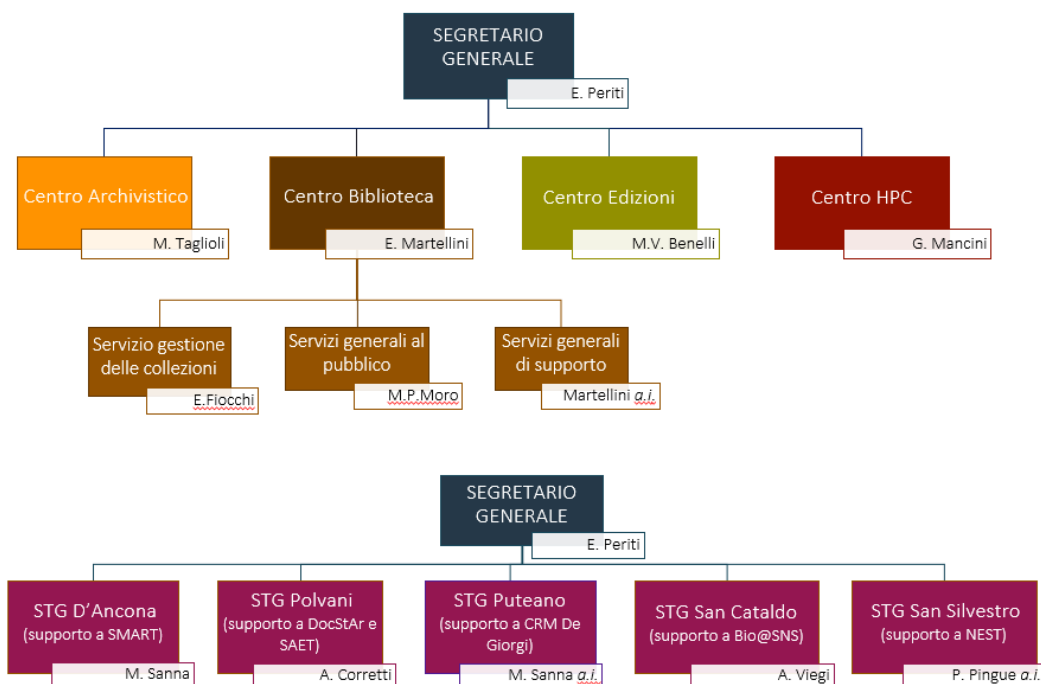 SEGRETARIO
GENERALE
E. Periti
Centro Archivistico
M. Taglioli
Centro Biblioteca
E. Martellini
Centro Edizioni
M.V. Benelli
Centro HPC
G. Mancini
Servizio gestione
delle collezioni
E.Fiocchi
Servizi generali al
pubblico
M.P.Moro
Servizi generali
di supporto
Martellini a.i.
SEGRETARIO
GENERALE
E. Periti
STG D’Ancona
(supporto a SMART)
M. Sanna
STG Polvani
(supporto a DocStAr e
SAET)
A. Corretti
STG Puteano
(supporto a CRM De
Giorgi)
M. Sanna a.i.
STG San Cataldo
(supporto a Bio@SNS)
A. Viegi
STG San Silvestro
(supporto a NEST)
P. Pingue a.i.